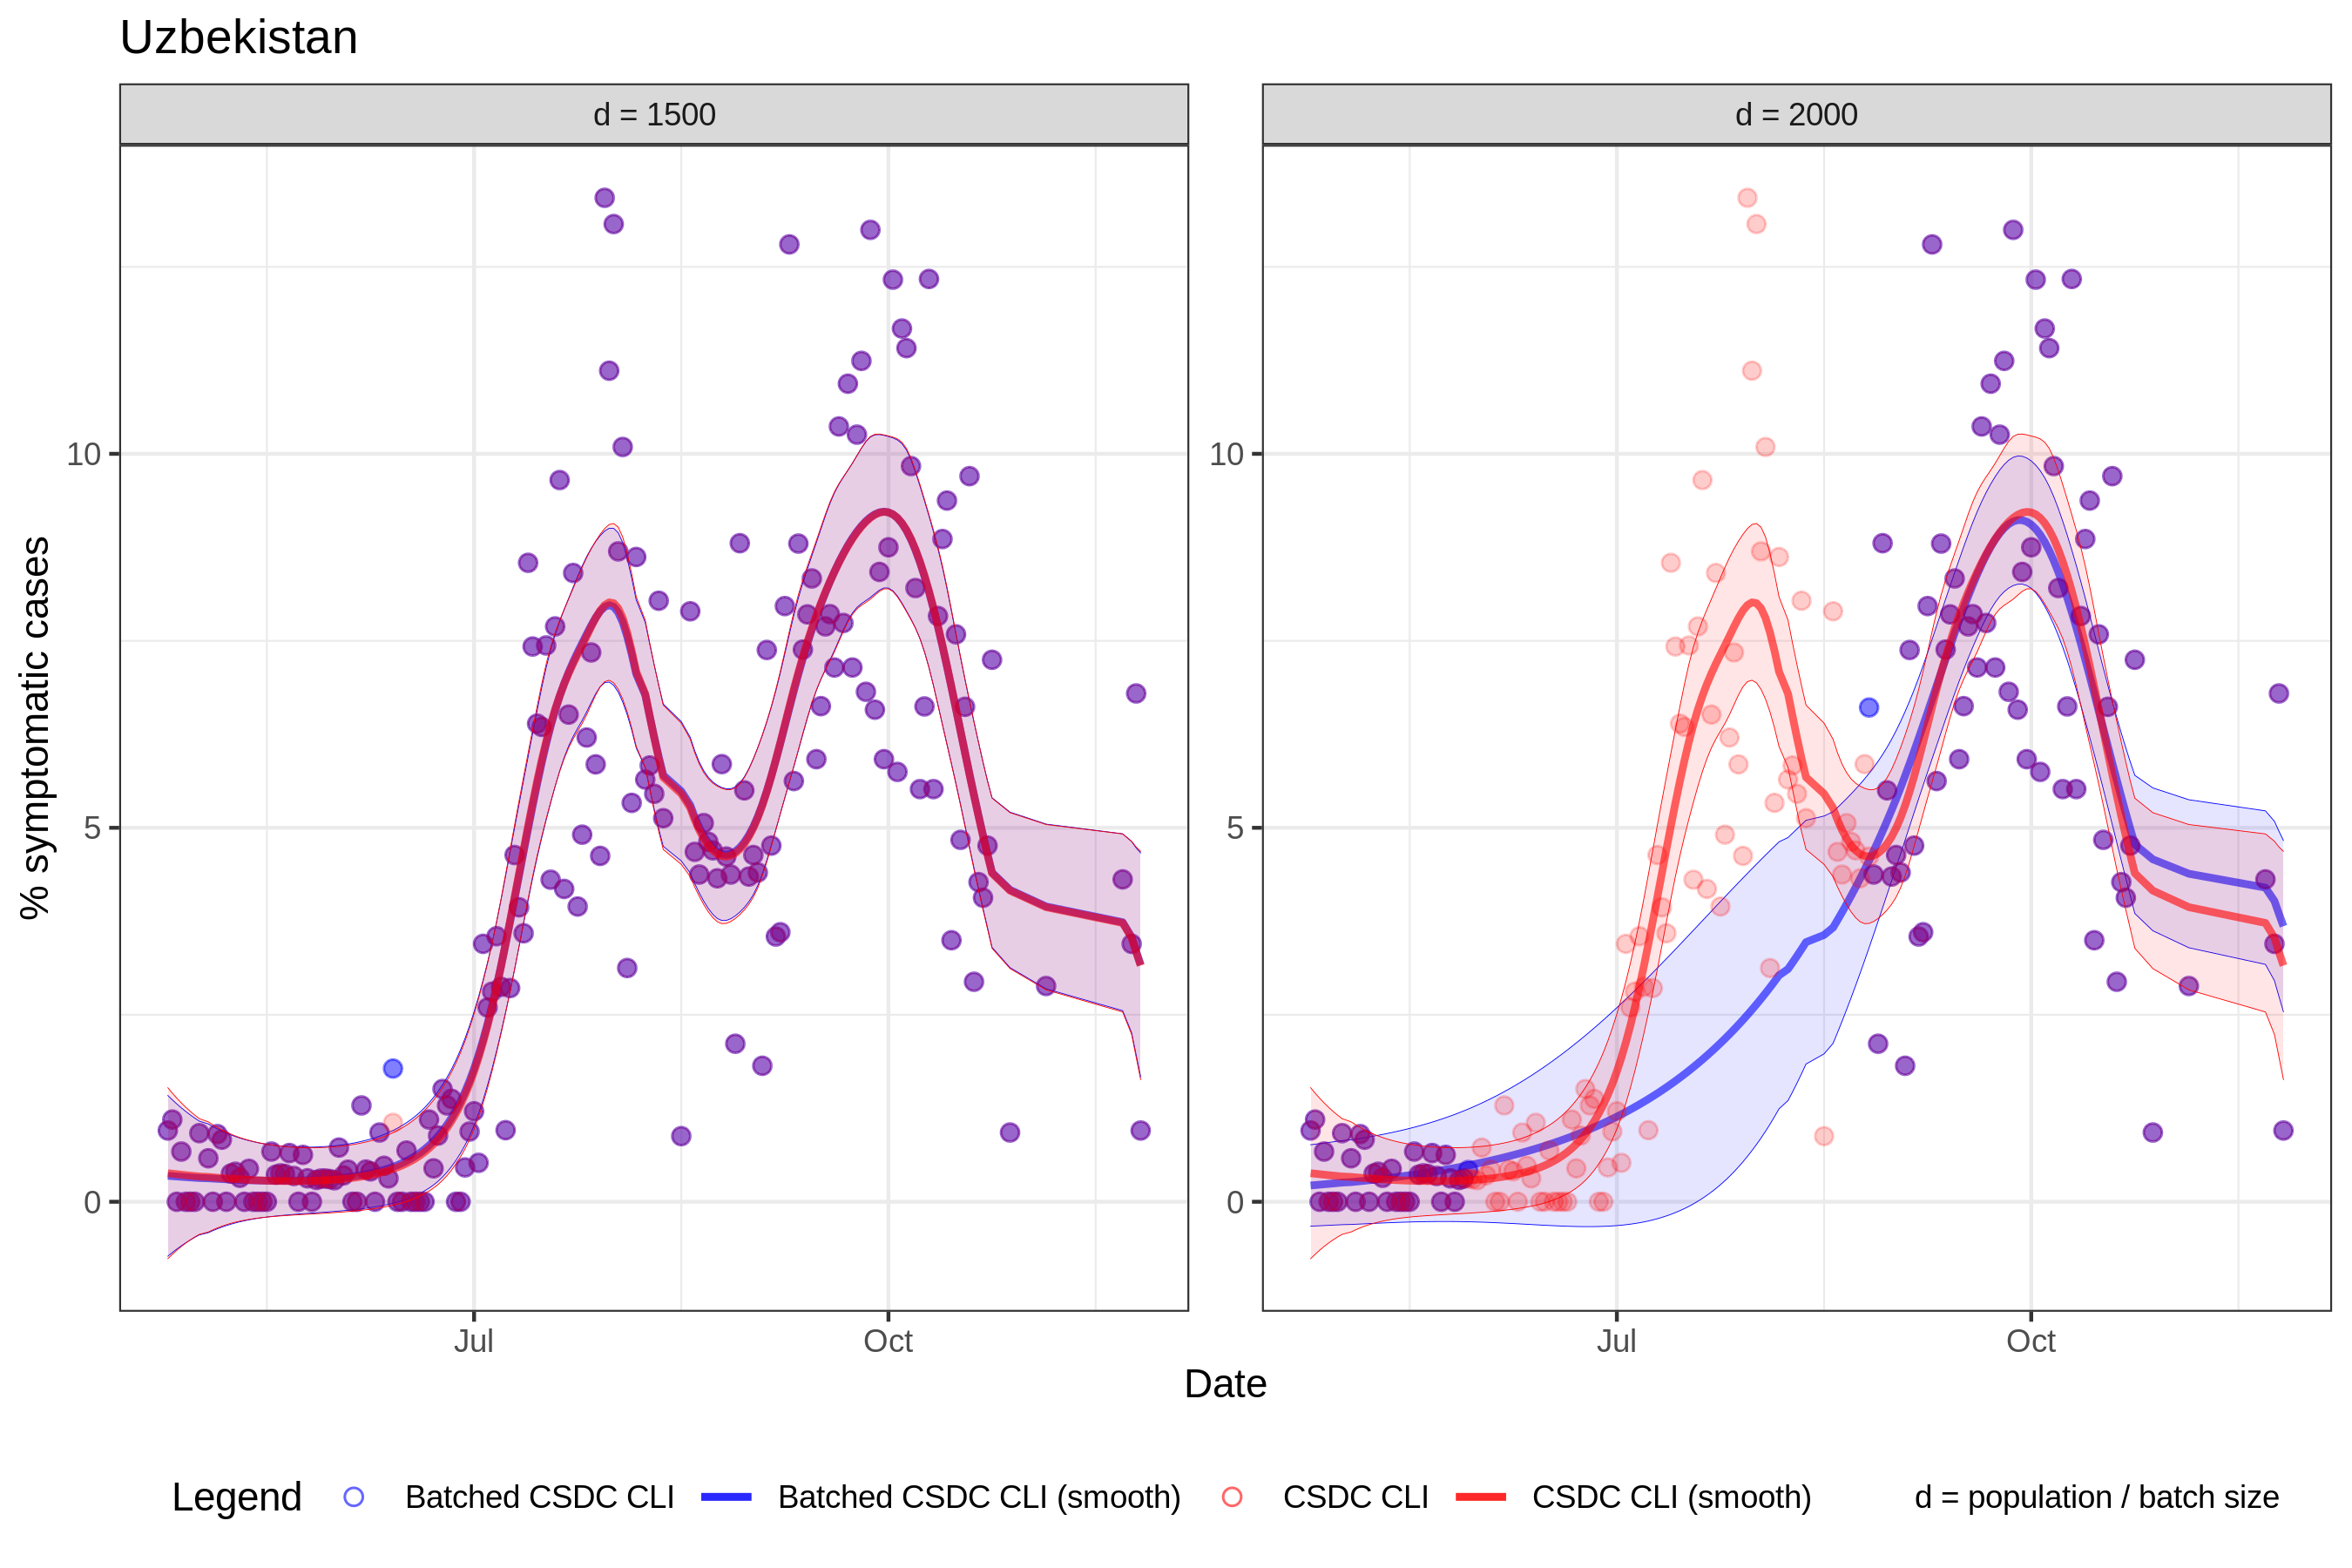 Uzbekistan
d = 1500
d = 2000
% symptomatic cases
10
5
0
10
5
0
Jul
Oct
Jul
Oct
Date
Legend
Batched CSDC CLI
Batched CSDC CLI (smooth)
CSDC CLI
CSDC CLI (smooth)
d = population / batch size